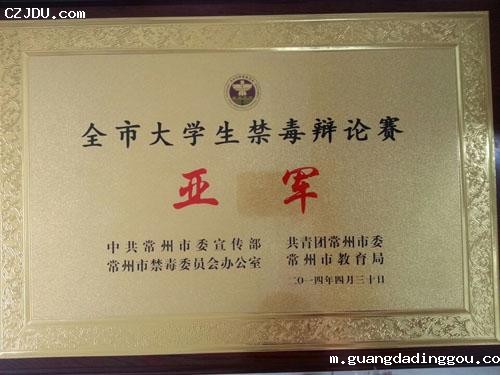 CZJDU.com
全市大学生禁毒辩论赛
亚军
中共常州市委宣传部 共青团常州市委
常州市禁毒委员会办公室 常州市教育局
二〇一四年四月三十日
m.guangdadinggou.co